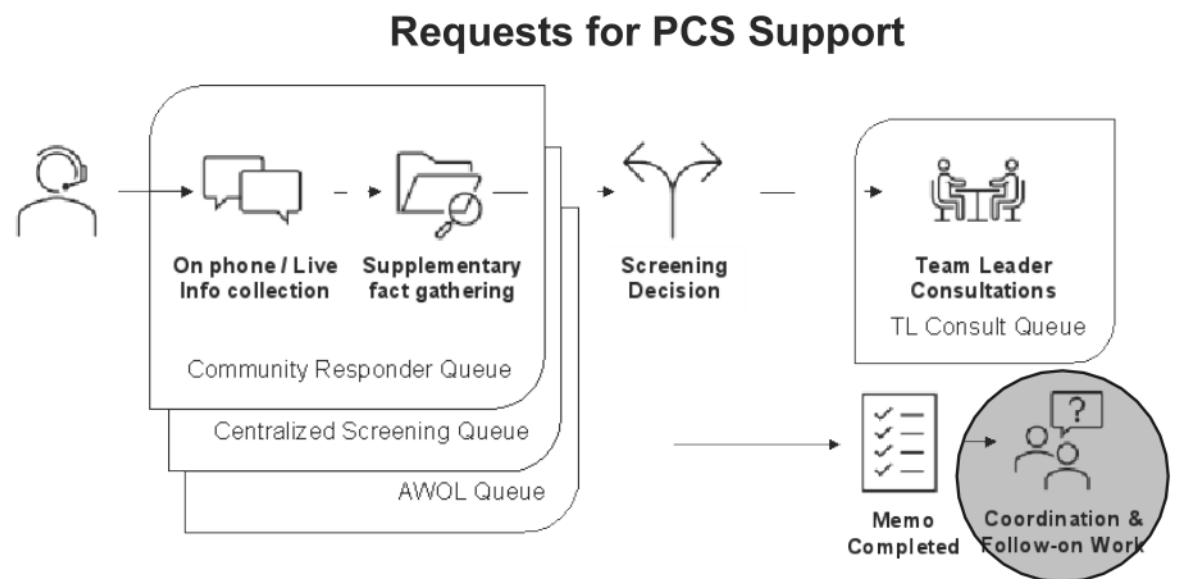 Requests for PCS Support
On phone / Live
Info collection
Supplementary
fact gathering
Screening
Decision
Team Leader
Consultations
TL Consult Queue
Community Responder Queue
Centralized Screening Queue
AWOL Queue
?
Memo
Completed
Coordination &
Follow-on Work